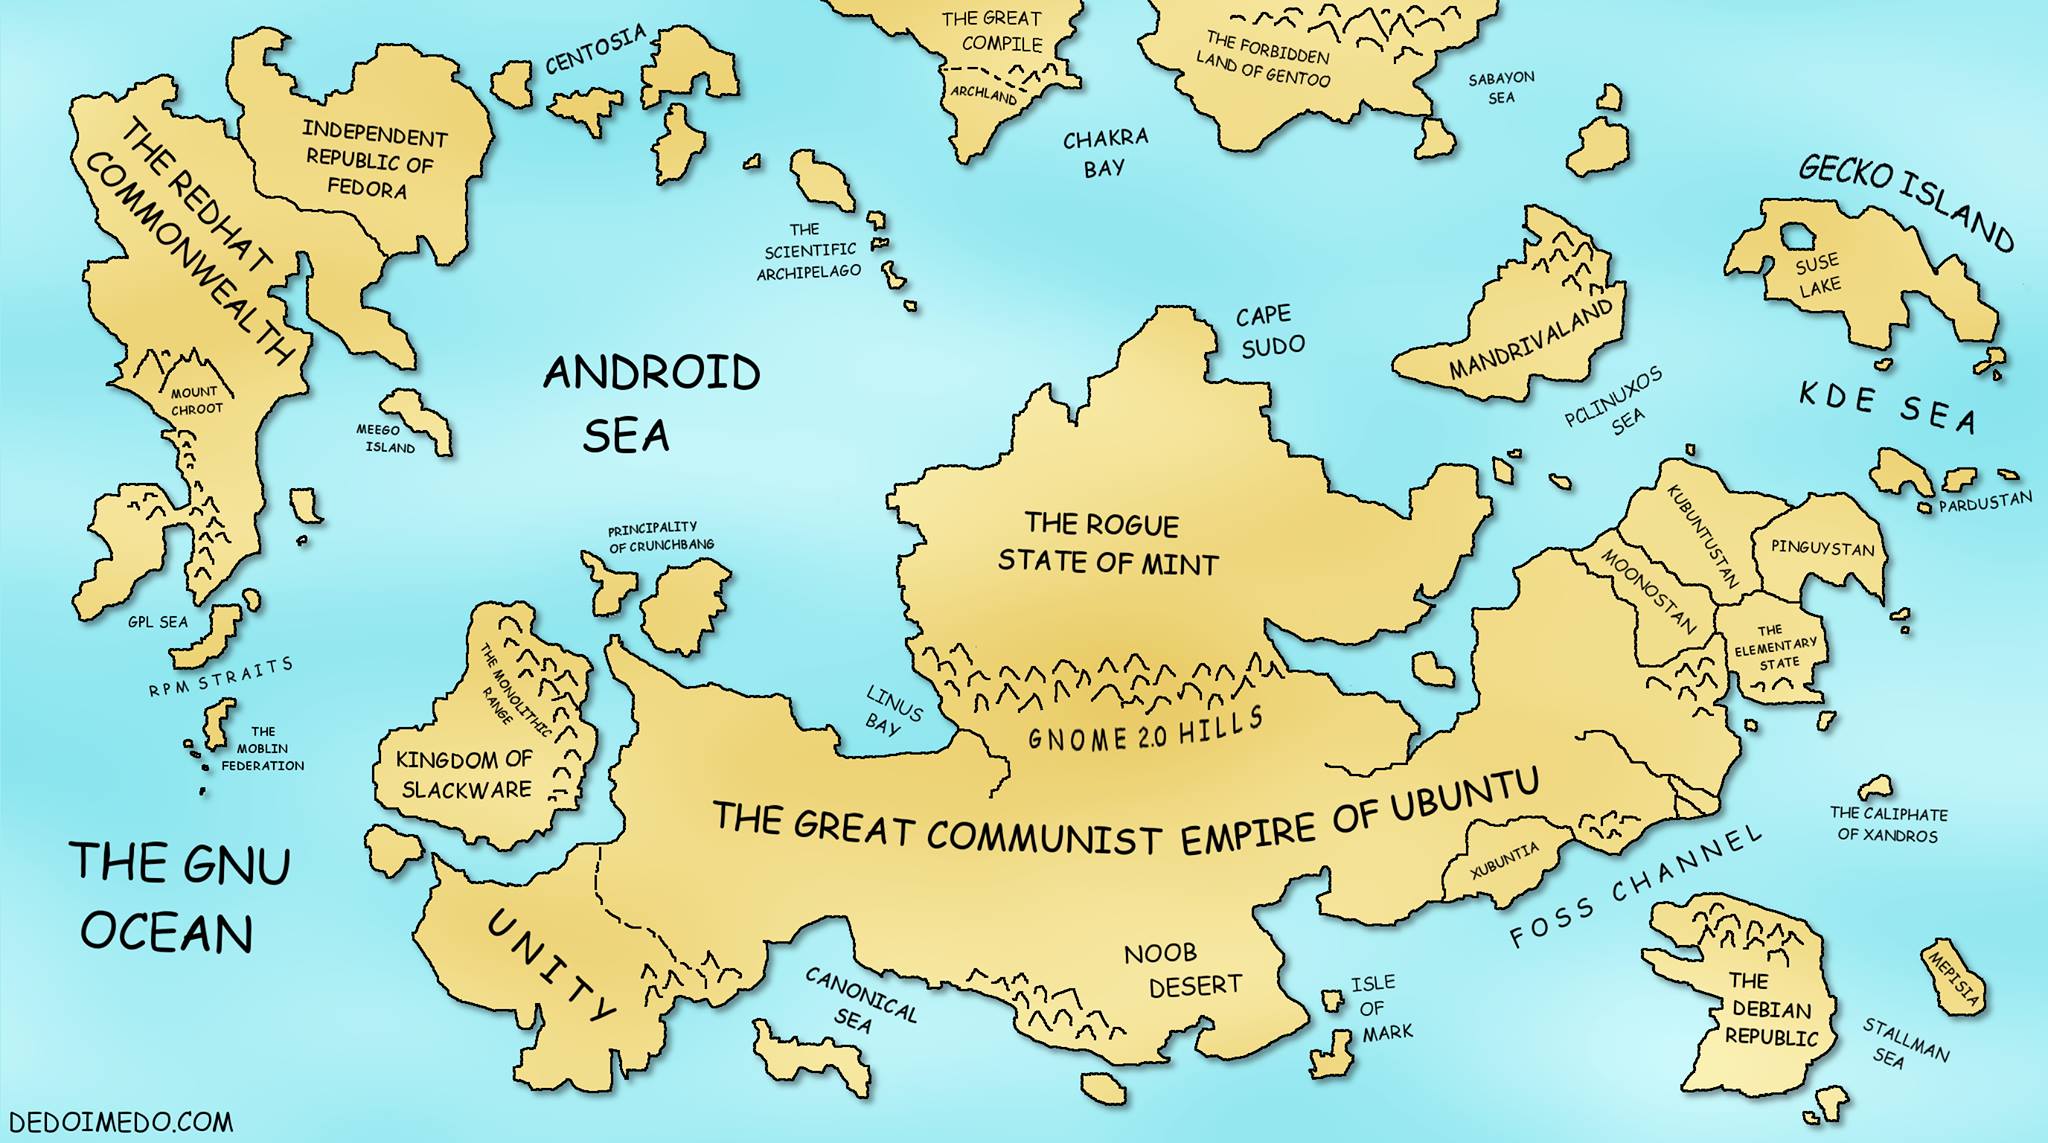 THE GREAT
COMPILE
ARCHLAND
THE FORBIDDEN
LAND OF GENTOO
SABAYON
SEA
CENTOSIA
INDEPENDENT
REPUBLIC OF
FEDORA
THE REDHAT
COMMONWEALTH
CHAKRA
BAY
GECKO ISLAND
SUSE
LAKE
THE
SCIENTIFIC
ARCHIPELAGO
CAPE
SUDO
MANDRIVALAND
ANDROID
SEA
MOUNT
CHROOT
MEEGO
ISLAND
PCLINUXOS
SEA
KDE SEA
PARDUSTAN
THE ROGUE
STATE OF MINT
KUBUNTUSTAN
PINGUYSTAN
MOONOSTAN
THE
ELEMENTARY
STATE
PRINCIPALITY
OF CRUNCHBANG
GPL SEA
RPM STRAITS
THE
MOBLIN
FEDERATION
THE MONOLITHIC
RANGE
KINGDOM OF
SLACKWARE
LINUS
BAY
GNOME 2.0 HILLS
THE GREAT COMMUNIST EMPIRE OF UBUNTU
THE CALIPHATE
OF XANDROS
XUBUNTIA
FOSS CHANNEL
THE GNU
OCEAN
UNITY
CANONICAL
SEA
NOOB
DESERT
ISLE
OF
MARK
THE
DEBIAN
REPUBLIC
MEPISIA
STALLMAN
SEA
DEDOIMEDO.COM